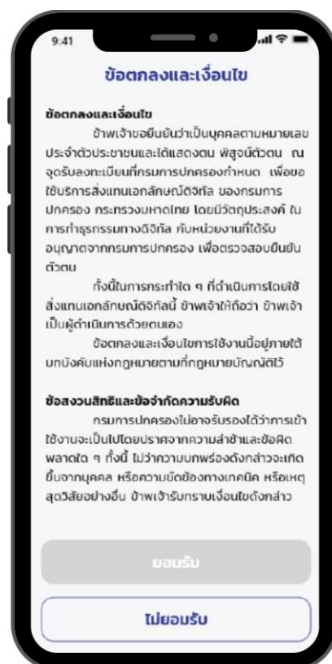 9:41
ข้อตกลงและเงื่อนไข
ข้อตกลงและเงื่อนไข
ข้าพเจ้าขอยืนยันว่าเป็นบุคคลตามหมายเลข
ประจำตัวประชาชนและได้แสดงตน พิสูจน์ตัวตน ณ
จุดรับลงทะเบียนที่กรมการปกครองกำหนด เพื่อขอ
ใช้บริการสิ่งแทนเอกลักษณ์ดิจิทัล ของกรมการ
ปกครอง กระทรวงมหาดไทย โดยมีวัตถุประสงค์ ใน
การทำธุรกรรมทางดิจิทัล กับหน่วยงานที่ได้รับ
อนุญาตจากกรมการปกครอง เพื่อตรวจสอบยืนยัน
ตัวตน
ทั้งนี้ในการกระทำใด ๆ ที่ดำเนินการโดยใช้
สิ่งแทนเอกลักษณ์ดิจิทัลนี้ ข้าพเจ้าให้ถือว่า ข้าพเจ้า
เป็นผู้ดำเนินการด้วยตนเอง
ข้อตกลงและเงื่อนไขการใช้งานนี้อยู่ภายใต้
บทบังคับแห่งกฎหมายตามที่กฎหมายบัญญัติไว้
ข้อสงวนสิทธิและข้อจำกัดความรับผิด
กรมการปกครองไม่อาจรับรองได้ว่าการเข้า
ใช้งานจะเป็นไปโดยปราศจากความล่าช้าและข้อผิด
พลาดใด ๆ ทั้งนี้ ไม่ว่าความบกพร่องดังกล่าวจะเกิด
ขึ้นจากบุคคล หรือความขัดข้องทางเทคนิค หรือเหตุ
สุดวิสัยอย่างอื่น ข้าพเจ้ารับทราบเงื่อนไขดังกล่าว
ยอมรับ
ไม่ยอมรับ